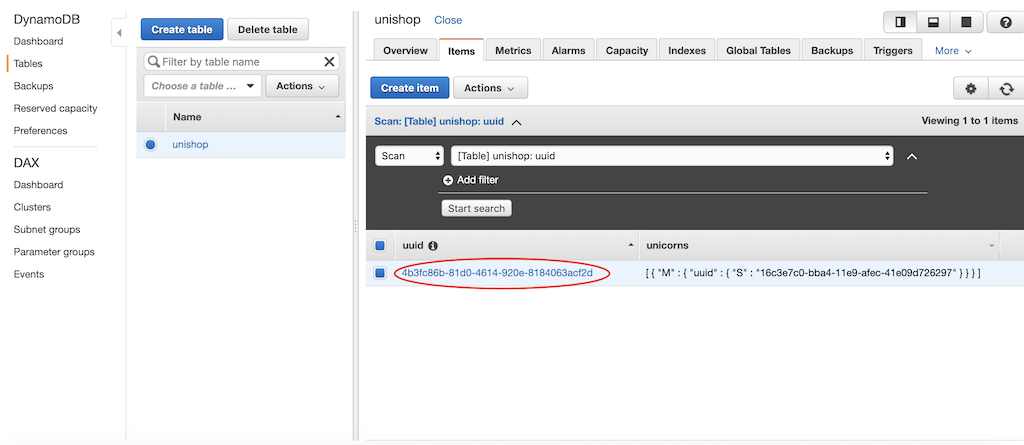 DynamoDB
Dashboard
Tables
Backups
Reserved capacity
Preferences
DAX
Dashboard
Clusters
Subnet groups
Parameter groups
Events
Create table Delete table
Filter by table name
Choose a table ... Actions
Name
unishop
unishop Close
Overview Items Metrics Alarms Capacity Indexes Global Tables Backups Triggers More
Create item Actions
Scan: [Table] unishop: uuid Viewing 1 to 1 items
Scan [Table] unishop: uuid
Add filter
Start search
uuid unicorns
4b3fc86b-81d0-4614-920e-8184063acf2d [ { "M" : { "uuid" : { "S" : "16c3e7c0-bba4-11e9-afec-41e09d726297" } } } ]